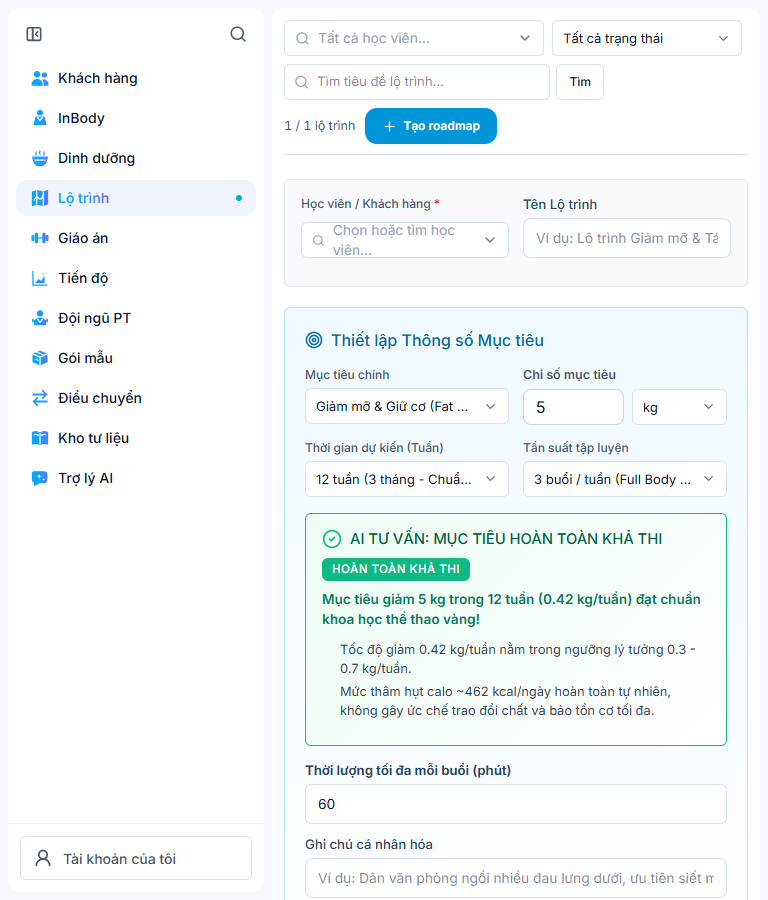 Khách hàng
InBody
Dinh dưỡng
Lộ trình
Giáo án
Tiến độ
Đội ngũ PT
Gói mẫu
Điều chuyển
Kho tư liệu
Trợ lý AI
Tài khoản của tôi
Tất cả học viên...
Tất cả trạng thái
Tìm tiêu đề lộ trình...
Tìm
1 / 1 lộ trình
Tạo roadmap
Học viên / Khách hàng *
Chọn hoặc tìm học
viên...
Tên Lộ trình
Ví dụ: Lộ trình Giảm mỡ & Tă
Thiết lập Thông số Mục tiêu
Mục tiêu chính
Giảm mỡ & Giữ cơ (Fat ...
Chỉ số mục tiêu
5
kg
Thời gian dự kiến (Tuần)
12 tuần (3 tháng - Chuẩ...
Tần suất tập luyện
3 buổi / tuần (Full Body ...
AI TƯ VẤN: MỤC TIÊU HOÀN TOÀN KHẢ THI
HOÀN TOÀN KHẢ THI
Mục tiêu giảm 5 kg trong 12 tuần (0.42 kg/tuần) đạt chuẩn
khoa học thể thao vàng!
Tốc độ giảm 0.42 kg/tuần nằm trong ngưỡng lý tưởng 0.3 -
0.7 kg/tuần.
Mức thâm hụt calo ~462 kcal/ngày hoàn toàn tự nhiên,
không gây ức chế trao đổi chất và bảo tồn cơ tối đa.
Thời lượng tối đa mỗi buổi (phút)
60
Ghi chú cá nhân hóa
Ví dụ: Dân văn phòng ngồi nhiều đau lưng dưới, ưu tiên siết m